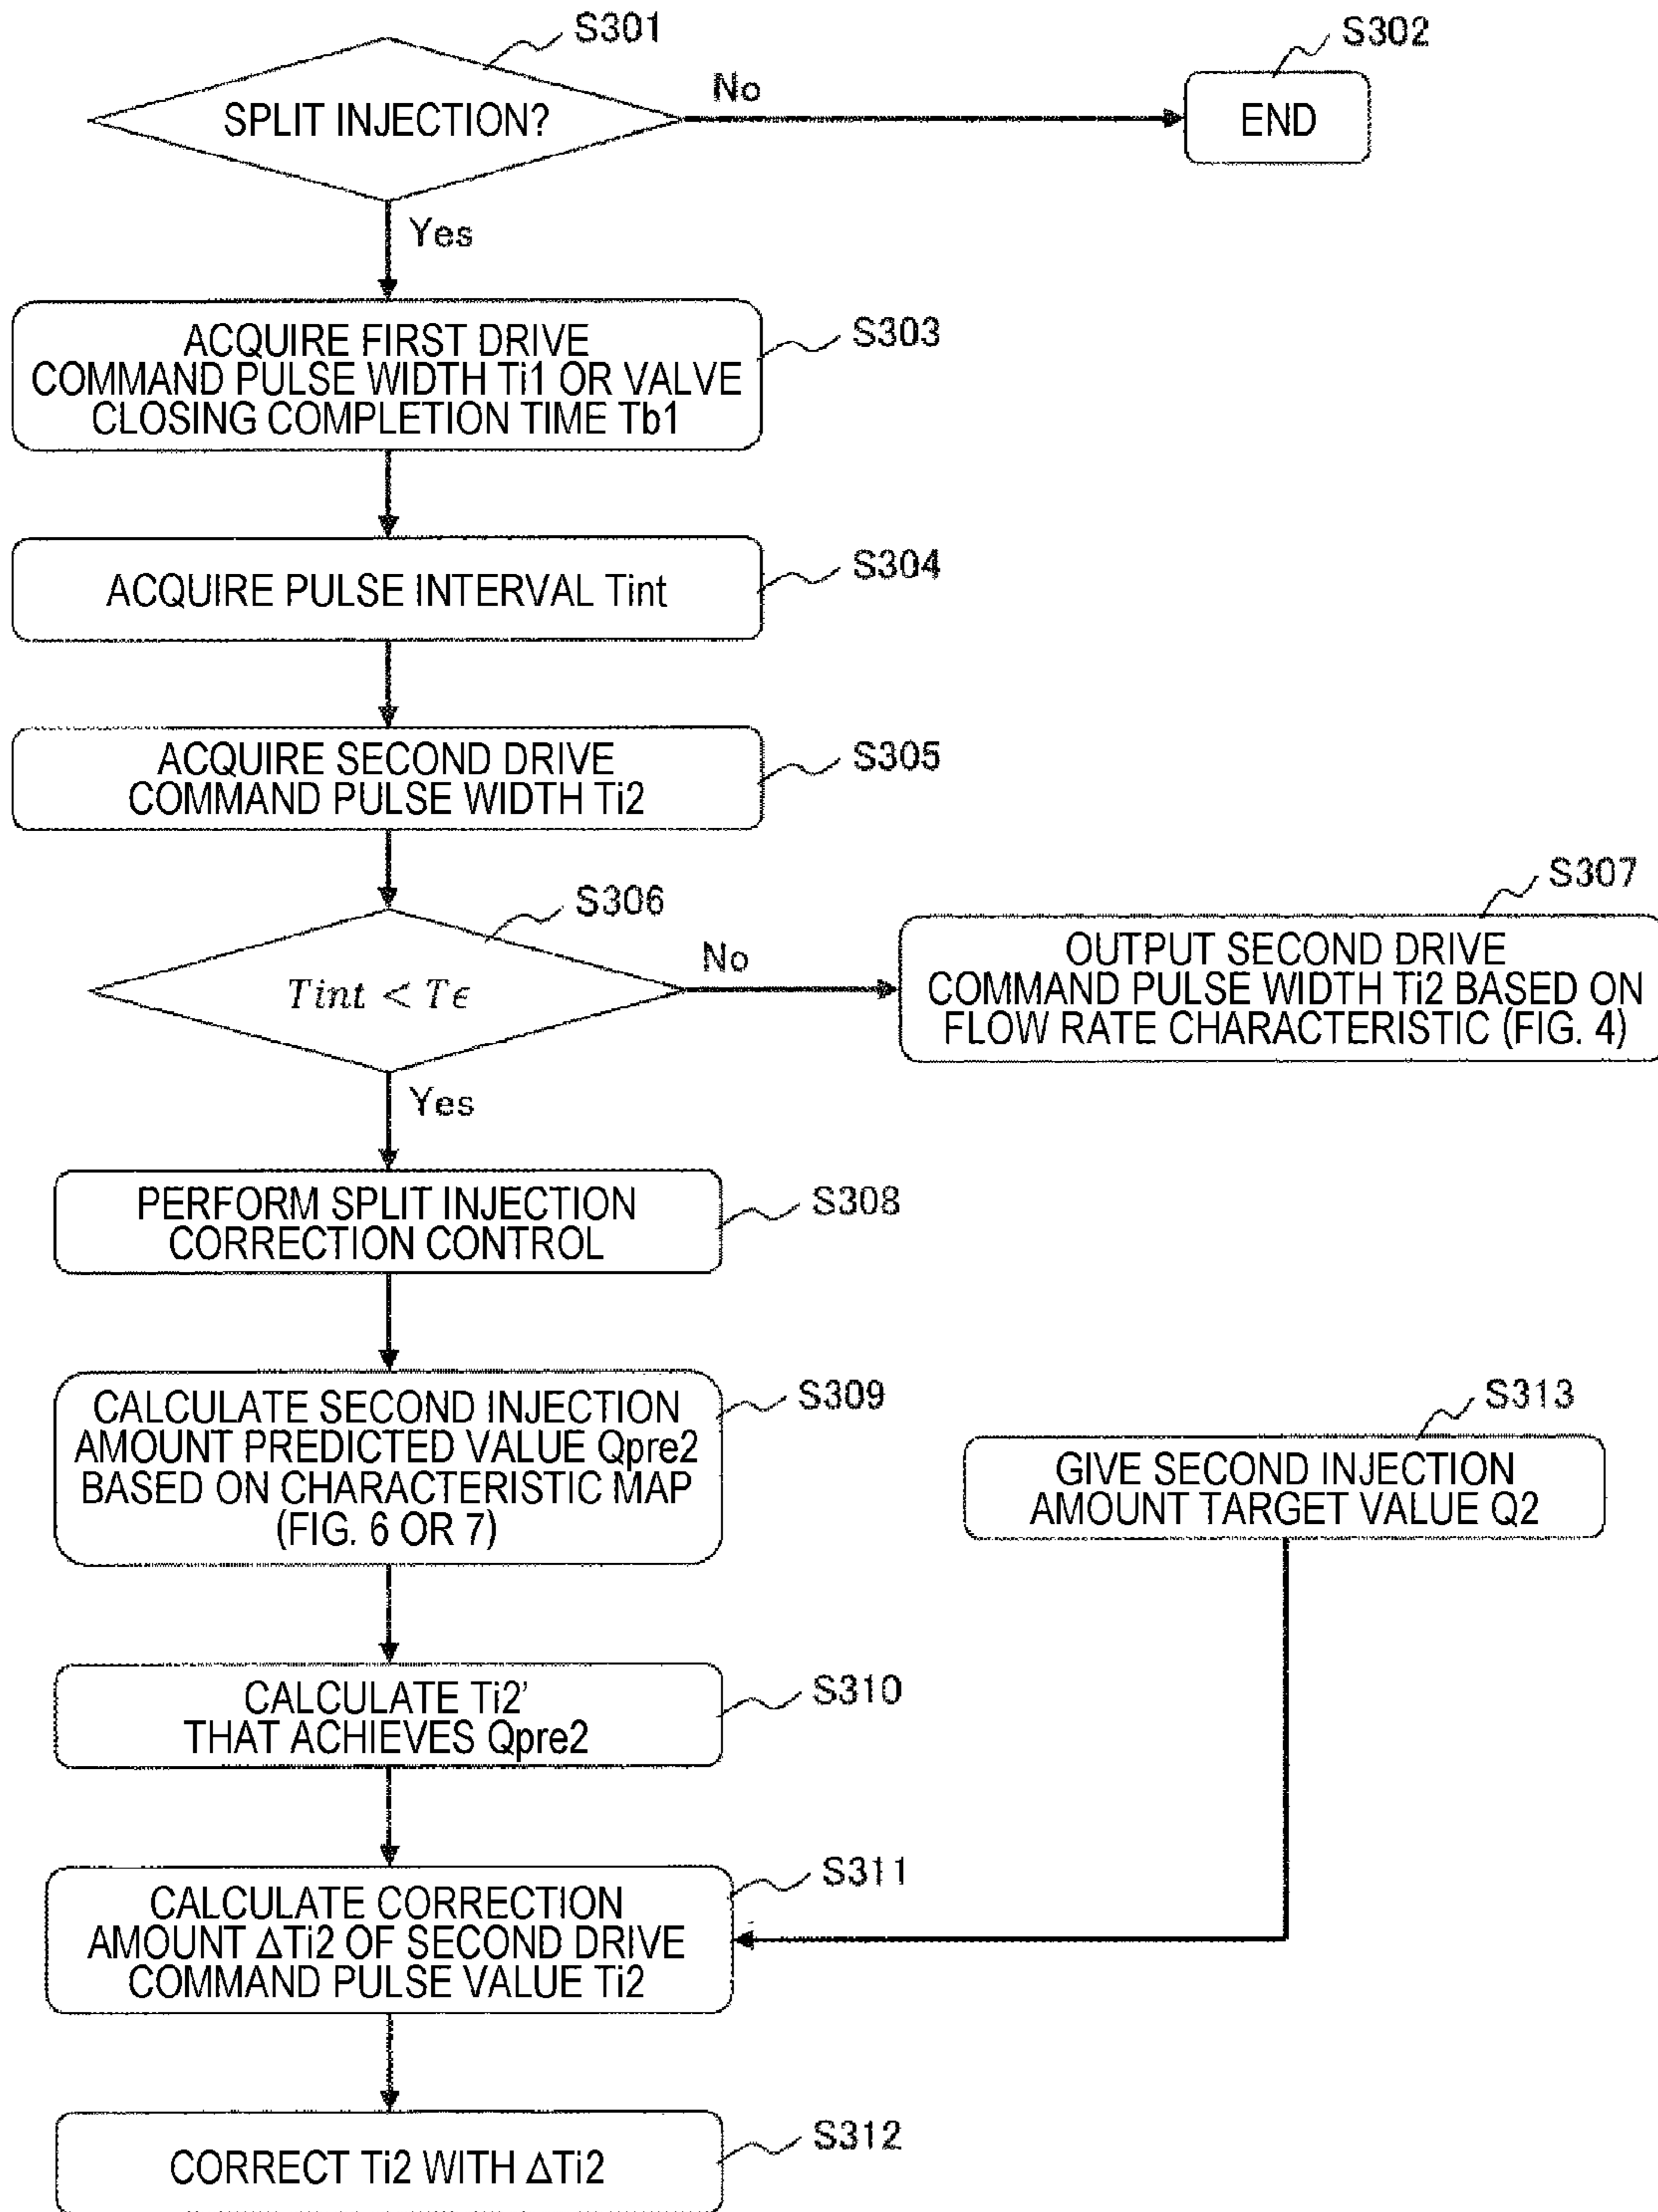 S301
S302
SPLIT INJECTION?
No
END
Yes
S303
ACQUIRE FIRST DRIVE
COMMAND PULSE WIDTH Ti1 OR VALVE
CLOSING COMPLETION TIME Tb1
S304
ACQUIRE PULSE INTERVAL Tint
S305
ACQUIRE SECOND DRIVE
COMMAND PULSE WIDTH Ti2
S306
Tint < Tϵ
No
S307
OUTPUT SECOND DRIVE
COMMAND PULSE WIDTH Ti2 BASED ON
FLOW RATE CHARACTERISTIC (FIG. 4)
Yes
S308
PERFORM SPLIT INJECTION
CORRECTION CONTROL
S309
CALCULATE SECOND INJECTION
AMOUNT PREDICTED VALUE Qpre2
BASED ON CHARACTERISTIC MAP
(FIG. 6 OR 7)
S313
GIVE SECOND INJECTION
AMOUNT TARGET VALUE Q2
S310
CALCULATE Ti2’
THAT ACHIEVES Qpre2
S311
CALCULATE CORRECTION
AMOUNT ΔTi2 OF SECOND DRIVE
COMMAND PULSE VALUE Ti2
S312
CORRECT Ti2 WITH ΔTi2